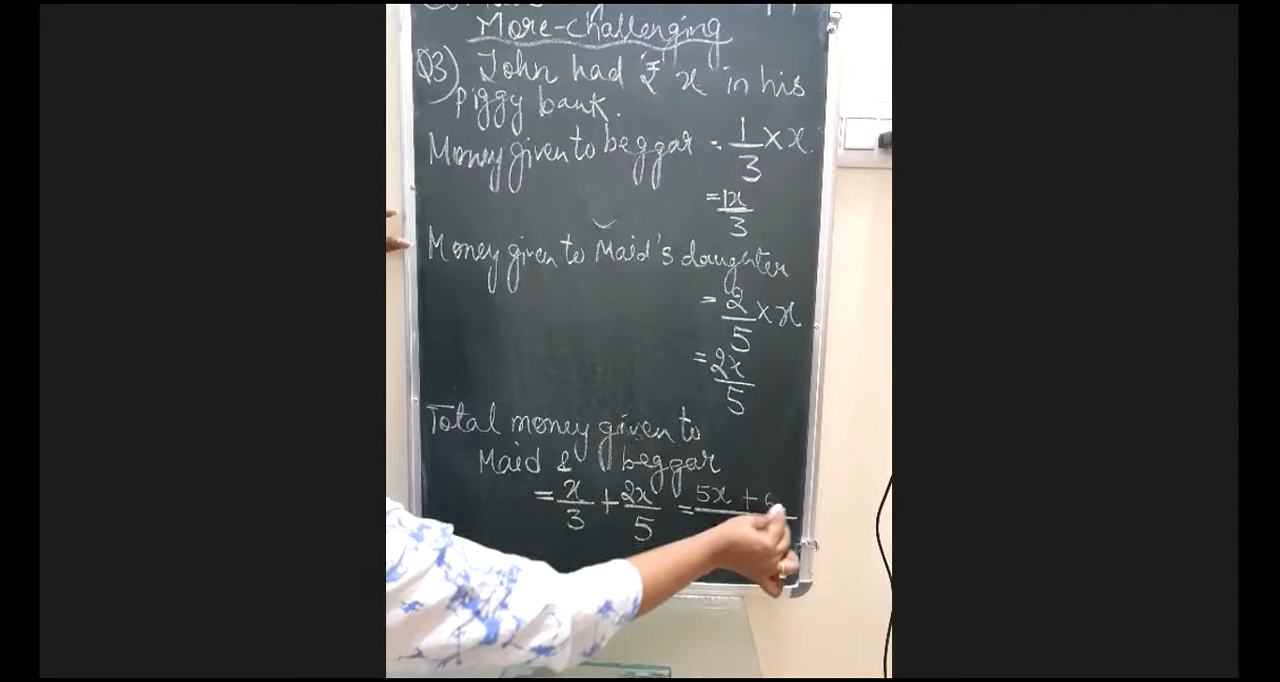 More-challenging
Q3) John had ₹ x in his
piggy bank.
Money given to beggar = 1/3 × x
= 1x/3
Money given to Maid's daughter
= 2/5 × x
= 2x/5
Total money given to
Maid & beggar
= x/3 + 2x/5 = 5x +